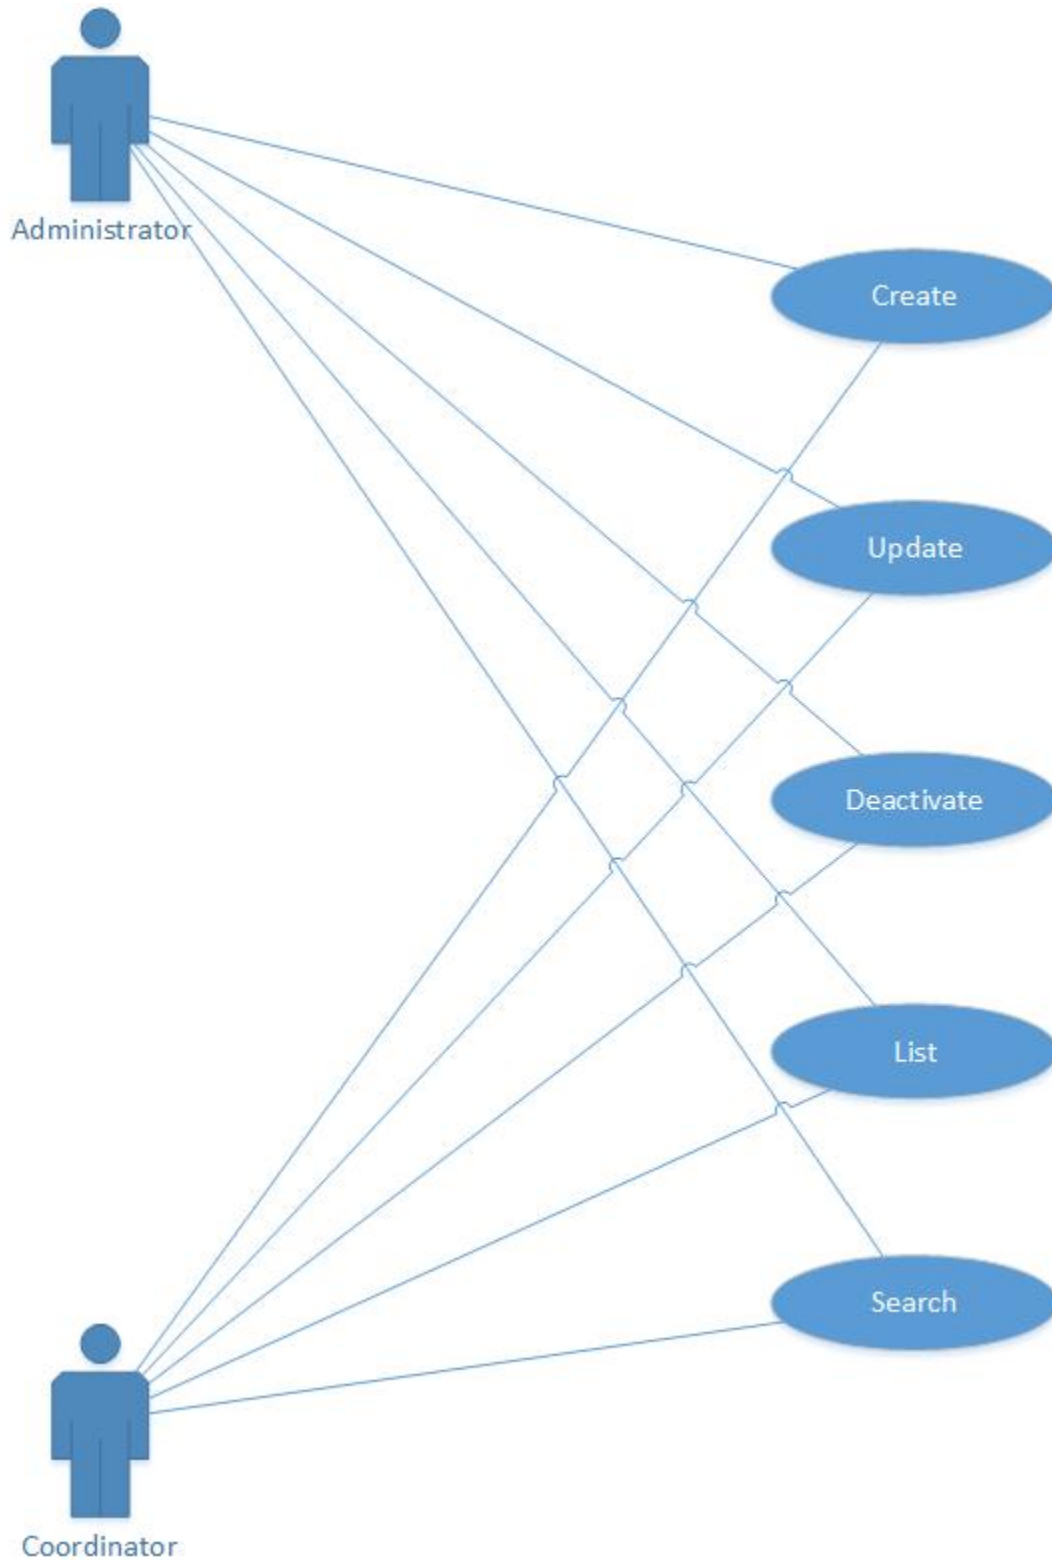 Administrator
Create
Update
Deactivate
List
Search
Coordinator